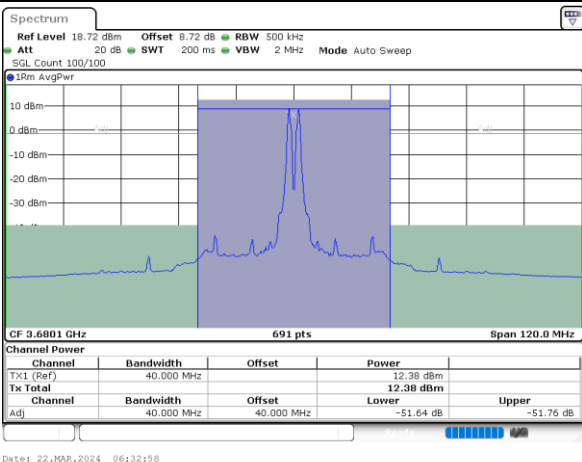 Spectrum
Ref Level 18.72 dBm Offset 8.72 dB RBW 500 kHz
Att 20 dB SWT 200 ms VBW 2 MHz Mode Auto Sweep
SGL Count 100/100
1Rm AvgPwr
10 dBm
0 dBm
Adj
Adj
-10 dBm
-20 dBm
-30 dBm
CF 3.6801 GHz 691 pts Span 120.0 MHz
Channel Power
Channel Bandwidth Offset Power
TX1 (Ref) 40.000 MHz 12.38 dBm
Tx Total 12.38 dBm
Channel Bandwidth Offset Lower Upper
Adj 40.000 MHz 40.000 MHz -51.64 dB -51.76 dB
Ready
Date: 22.MAR.2024 06:32:58